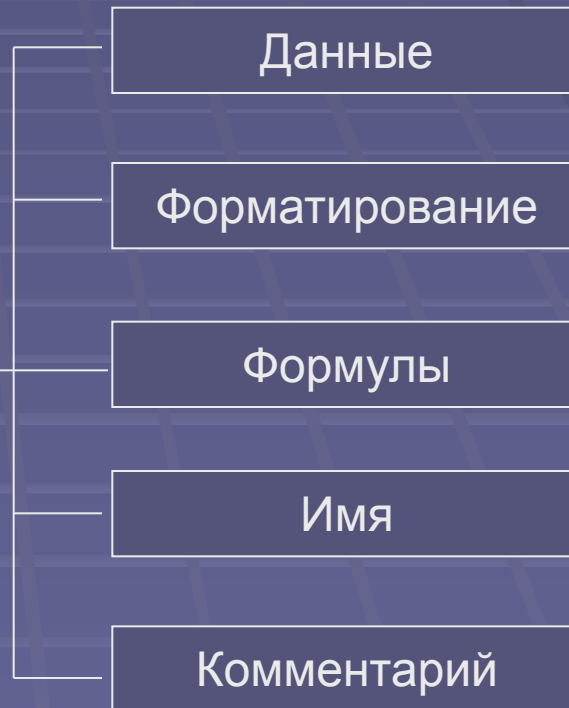 Данные
Форматирование
Формулы
Имя
Комментарий